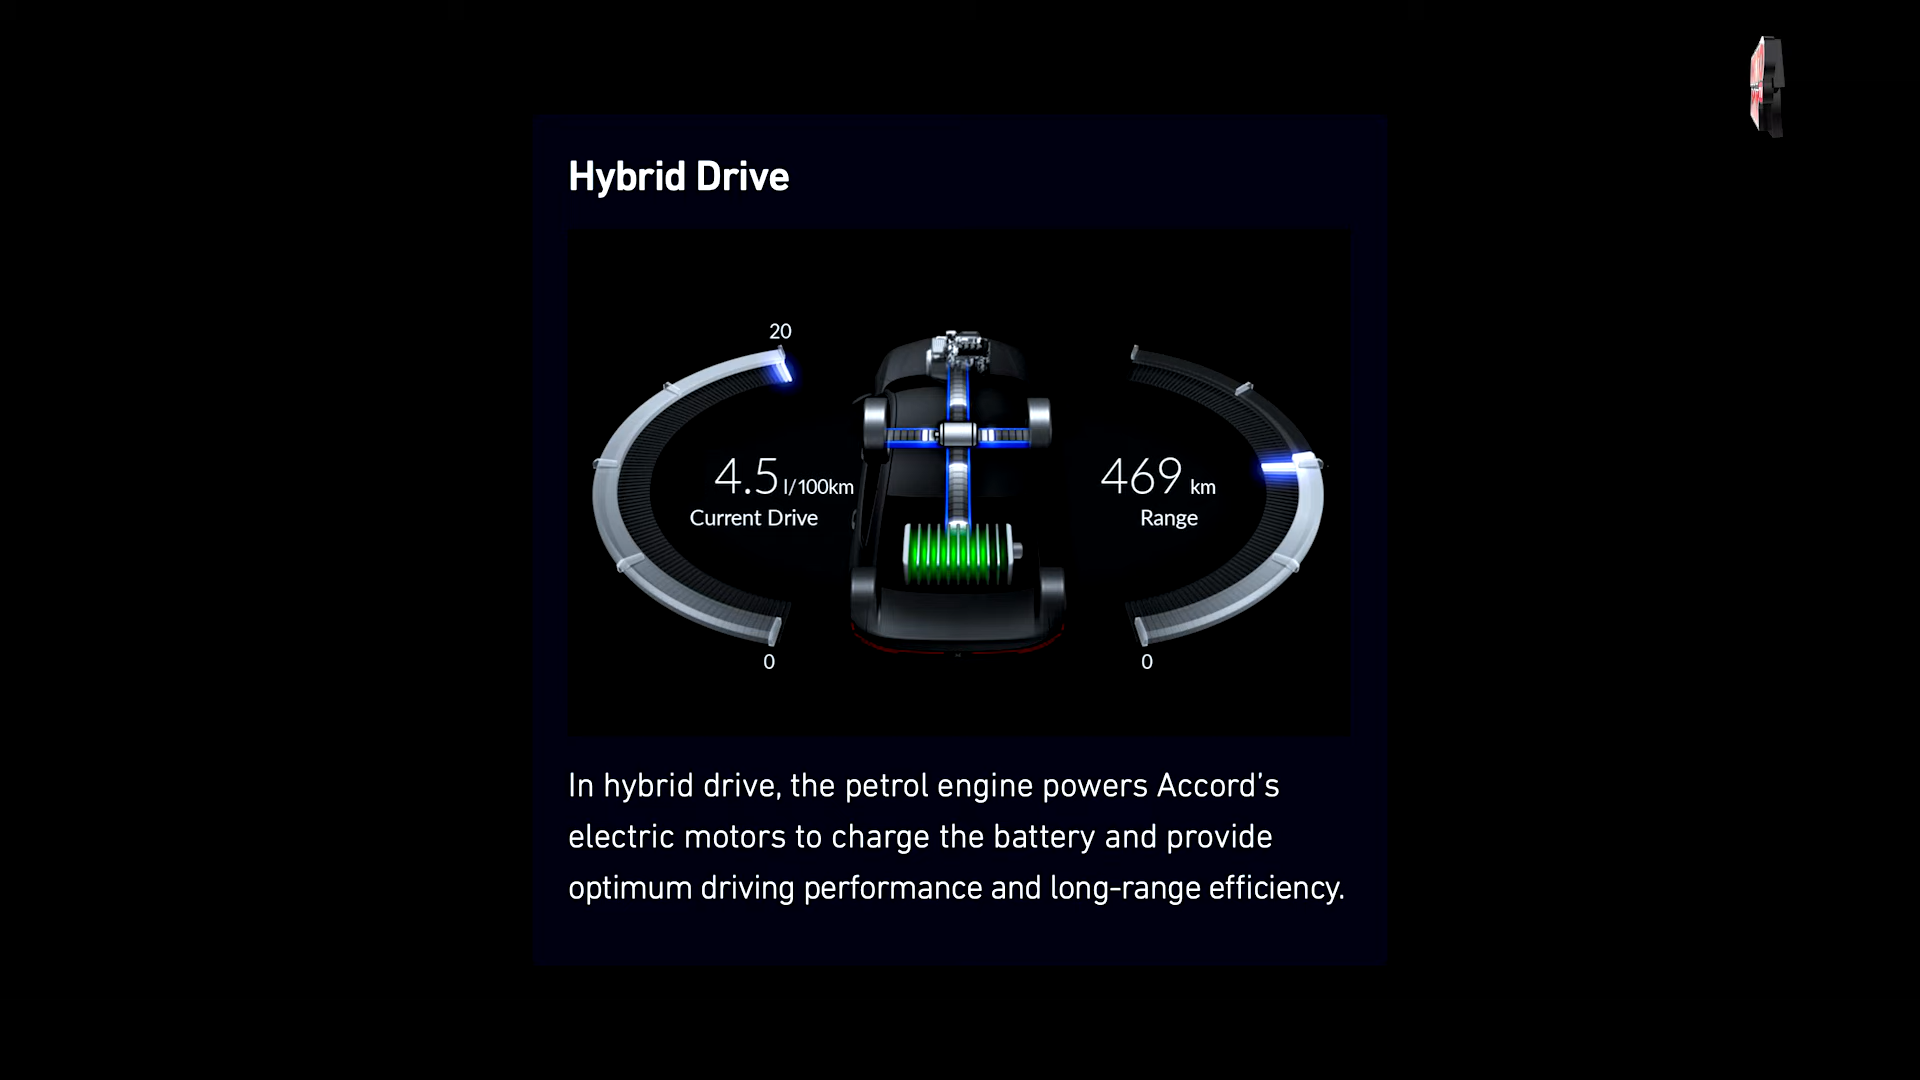 Hybrid Drive
20
4.5 l/100km
Current Drive
469 km
Range
0
0
In hybrid drive, the petrol engine powers Accord's
electric motors to charge the battery and provide
optimum driving performance and long-range efficiency.